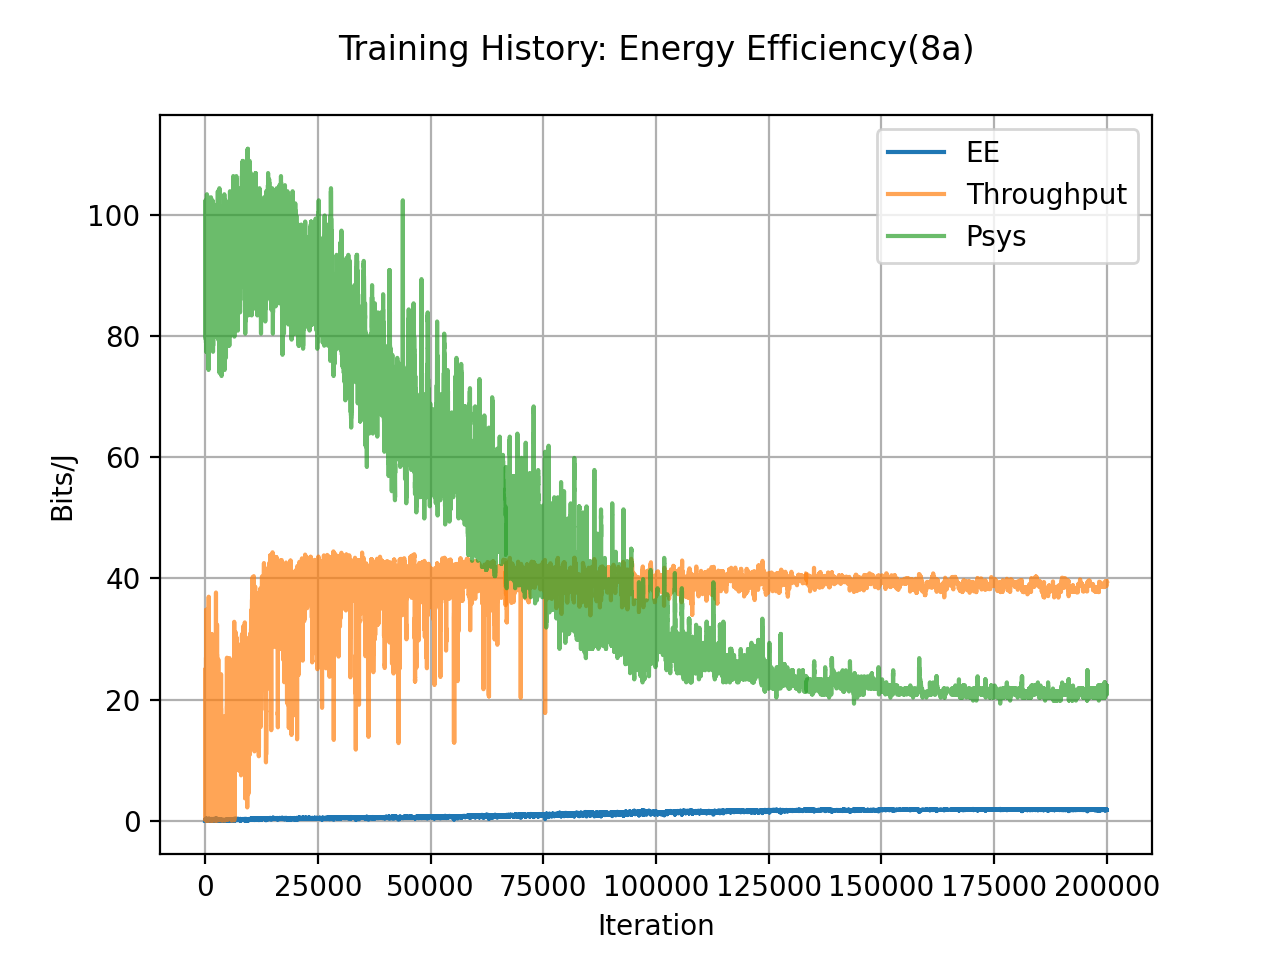 Training History: Energy Efficiency(8a)
EE
Throughput
Psys
100
80
60
40
20
0
Bits/J
0 25000 50000 75000 100000 125000 150000 175000 200000
Iteration